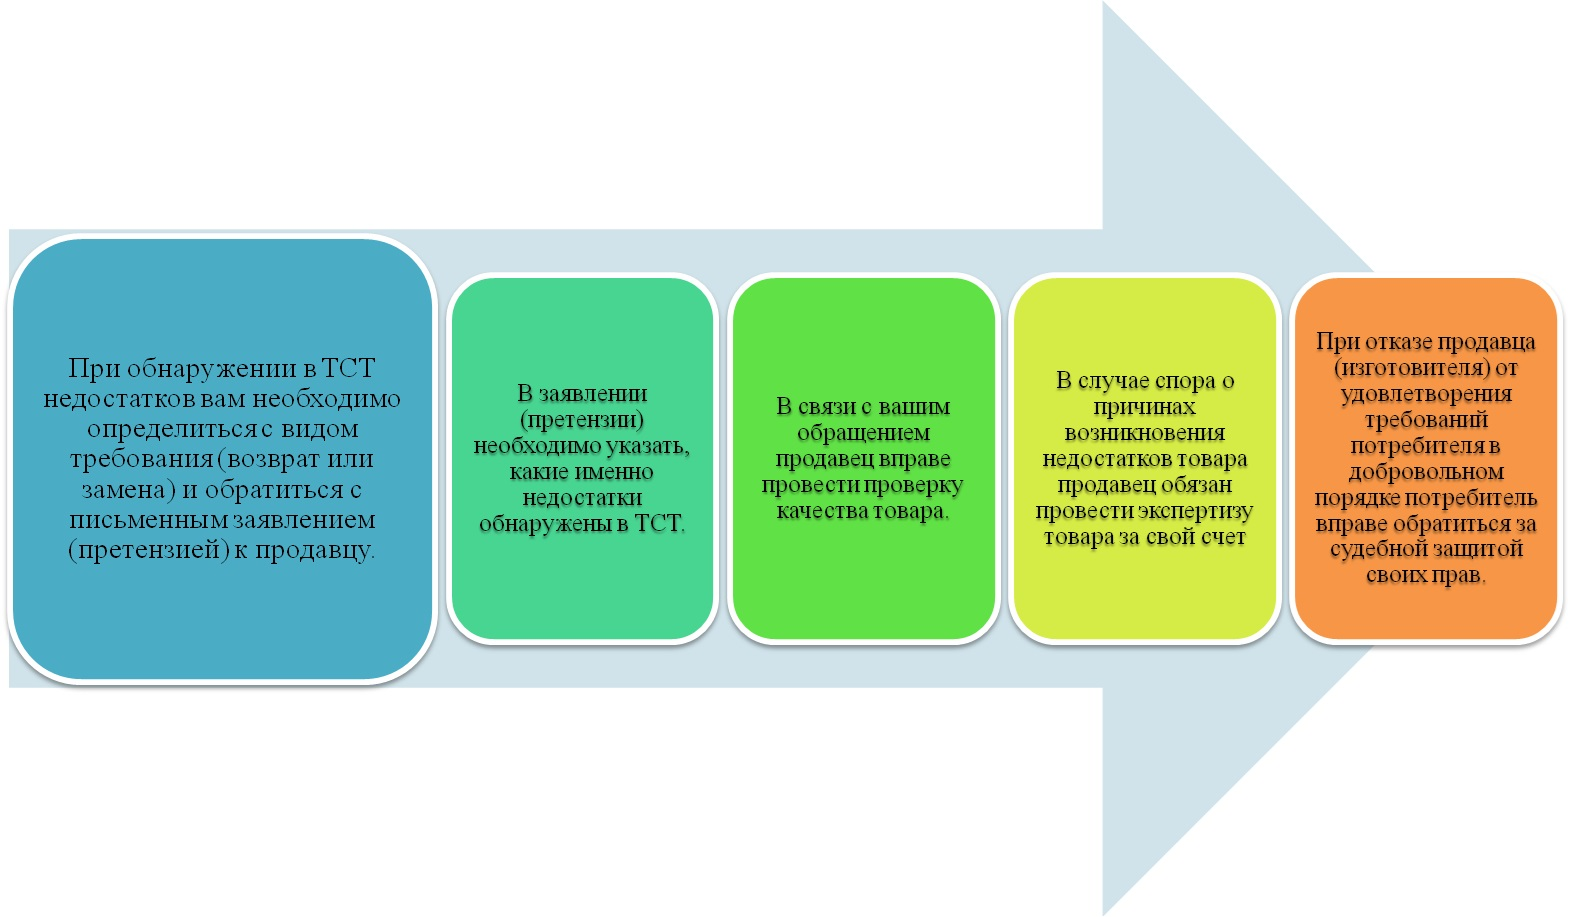 При обнаружении в ТСТ
недостатков вам необходимо
определиться с видом
требования (возврат или
замена) и обратиться с
письменным заявлением
(претензией) к продавцу.
В заявлении
(претензии)
необходимо указать,
какие именно
недостатки
обнаружены в ТСТ.
В связи с вашим
обращением
продавец вправе
провести проверку
качества товара.
В случае спора о
причинах
возникновения
недостатков товара
продавец обязан
провести экспертизу
товара за свой счет
При отказе продавца
(изготовителя) от
удовлетворения
требований
потребителя в
добровольном
порядке потребитель
вправе обратиться за
судебной защитой
своих прав.